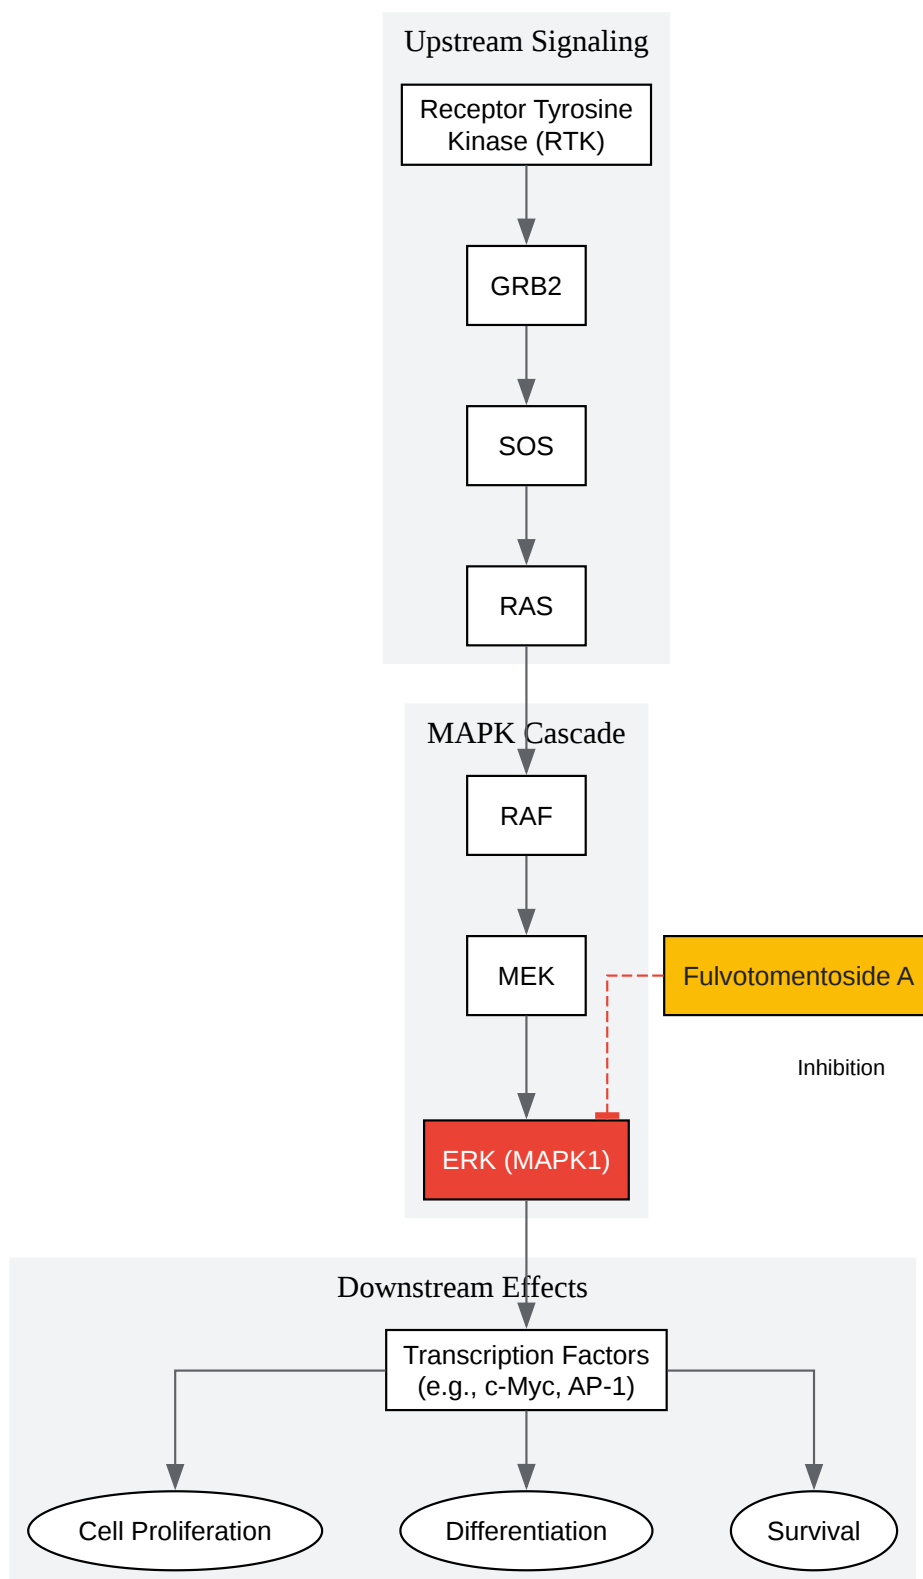 Upstream Signaling
Receptor Tyrosine
Kinase (RTK)
GRB2
SOS
RAS
MAPK Cascade
RAF
MEK
Fulvotomentoside A
Inhibition
ERK (MAPK1)
Downstream Effects
Transcription Factors
(e.g., c-Myc, AP-1)
Cell Proliferation
Differentiation
Survival